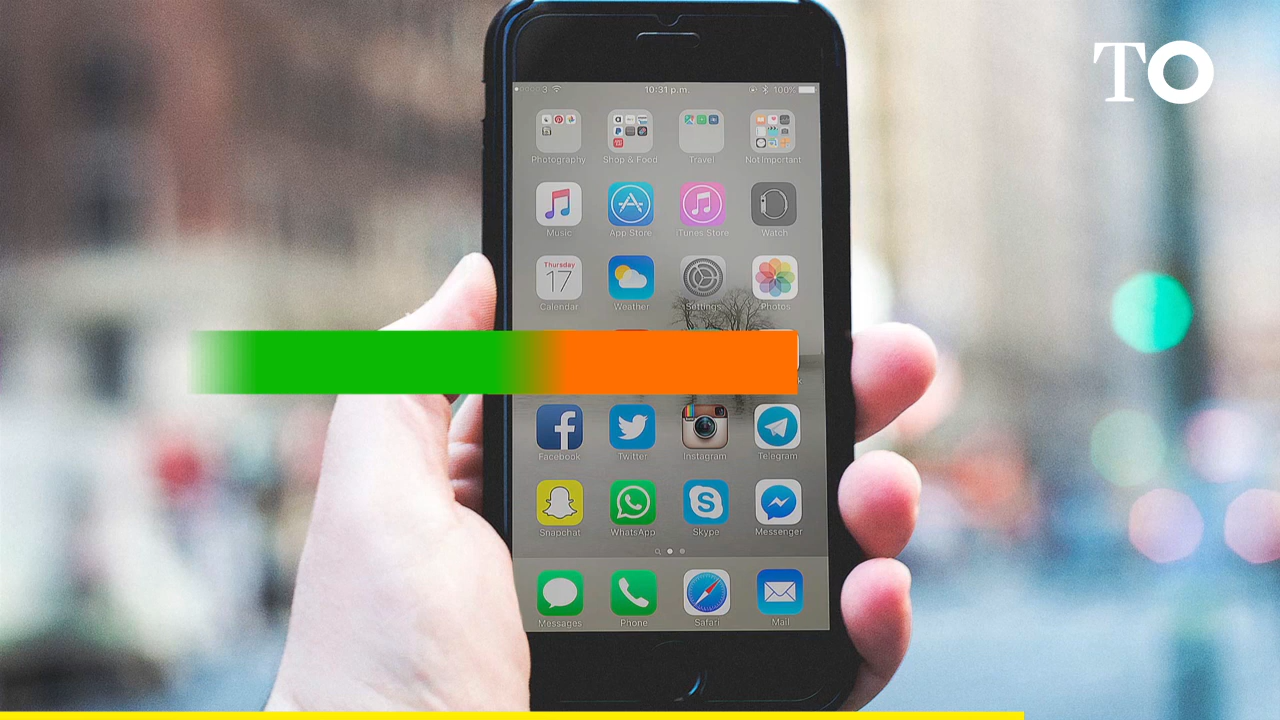 TO
3 10:31 p.m. 100%
Photography Shop & Food Travel Not Important
Music App Store iTunes Store Watch
Thursday
17
Calendar Weather Settings Photos
k
Facebook Twitter Instagram Telegram
Snapchat WhatsApp Skype Messenger
Messages Phone Safari Mail